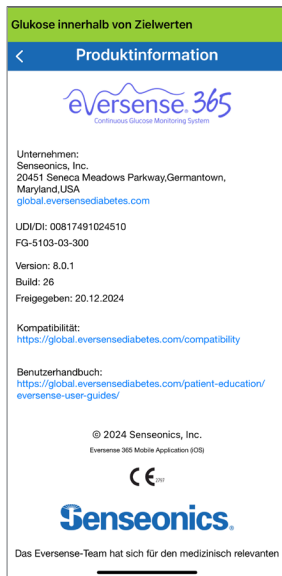 Glukose innerhalb von Zielwerten
Produktinformation
eversense 365
Continuous Glucose Monitoring System
Unternehmen:
Senseonics, Inc.
20451 Seneca Meadows Parkway,Germantown,
Maryland,USA
global.eversensediabetes.com
UDI/DI: 00817491024510
FG-5103-03-300
Version: 8.0.1
Build: 26
Freigegeben: 20.12.2024
Kompatibilität:
https://global.eversensediabetes.com/compatibility
Benutzerhandbuch:
https://global.eversensediabetes.com/patient-education/
eversense-user-guides/
© 2024 Senseonics, Inc.
Eversense 365 Mobile Application (iOS)
CE 2797
Senseonics.
Das Eversense-Team hat sich für den medizinisch relevanten